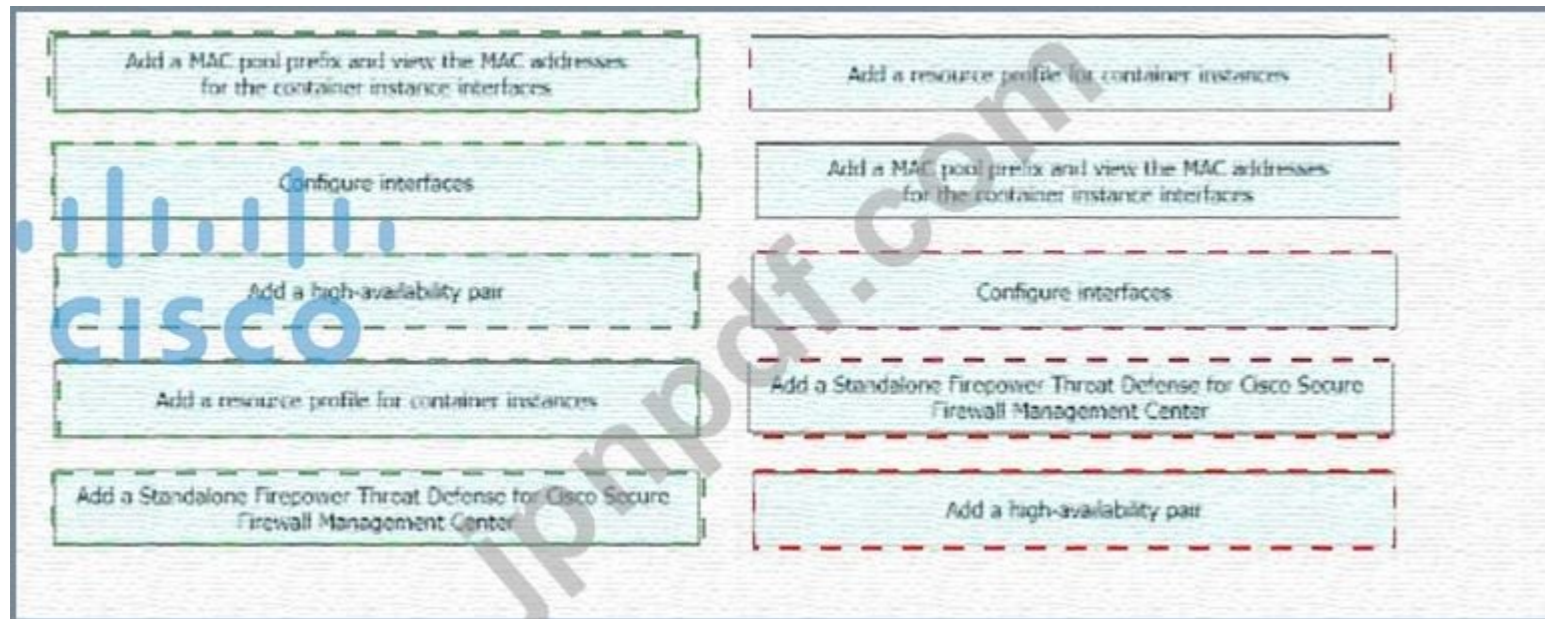 Add a MAC pool prefix and view the MAC addresses
for the container instance interfaces
Configure interfaces
Add a high-availability pair
Add a resource profile for container instances
Add a Standalone Firepower Threat Defense for Cisco Secure
Firewall Management Center
Add a resource profile for container instances
Add a MAC pool prefix and view the MAC addresses
for the container instance interfaces
Configure interfaces
Add a Standalone Firepower Threat Defense for Cisco Secure
Firewall Management Center
Add a high-availability pair
CISCO
jpnpdf.com